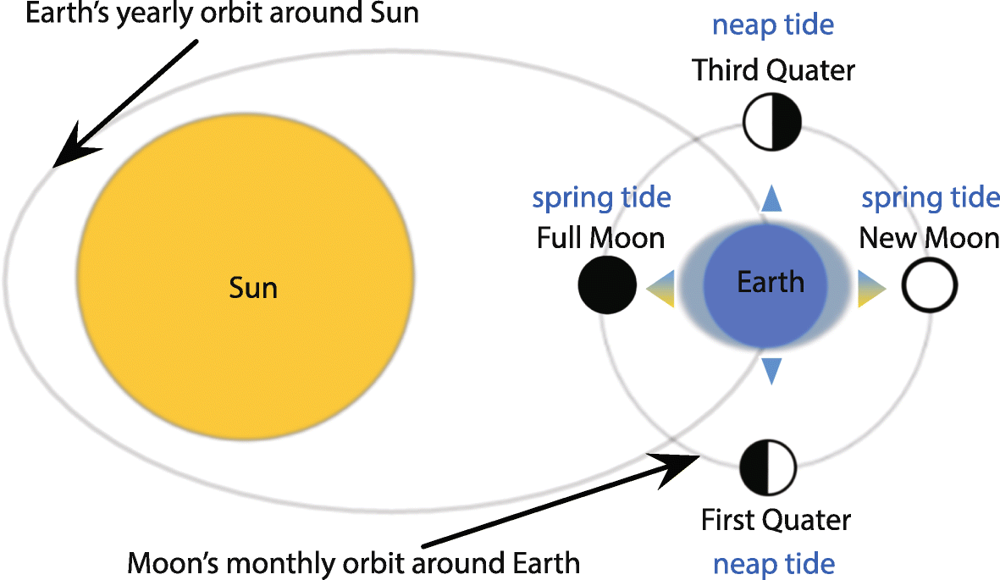 Earth's yearly orbit around Sun
neap tide
Third Quater
spring tide
Full Moon
spring tide
New Moon
Sun
Earth
First Quater
neap tide
Moon's monthly orbit around Earth